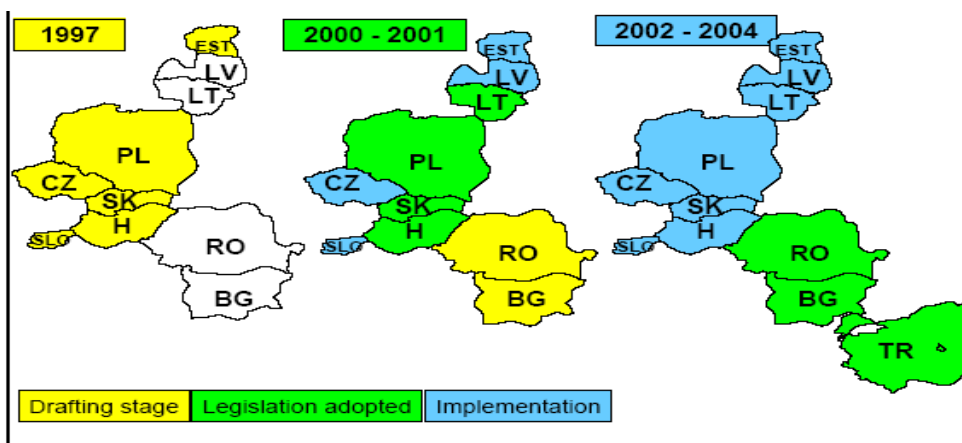 1997
EST
LV
LT
PL
CZ
SK
H
SLO
RO
BG
2000 - 2001
EST
LV
LT
PL
CZ
SK
H
SLO
RO
BG
2002 - 2004
EST
LV
LT
PL
CZ
SK
H
SLO
RO
BG
TR
Drafting stage
Legislation adopted
Implementation